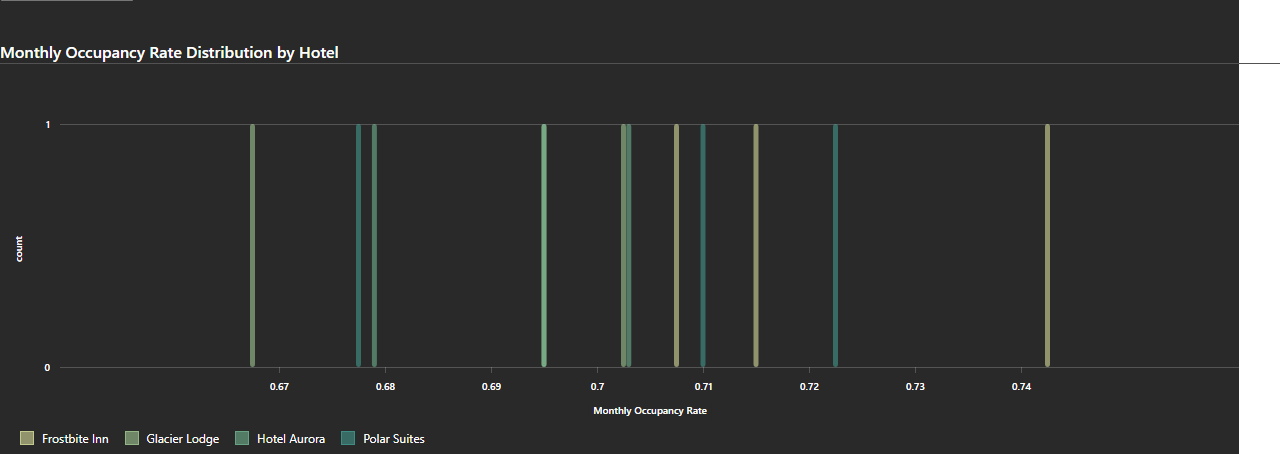 Monthly Occupancy Rate Distribution by Hotel
1
count
0
0.67 0.68 0.69 0.7 0.71 0.72 0.73 0.74
Monthly Occupancy Rate
Frostbite Inn Glacier Lodge Hotel Aurora Polar Suites